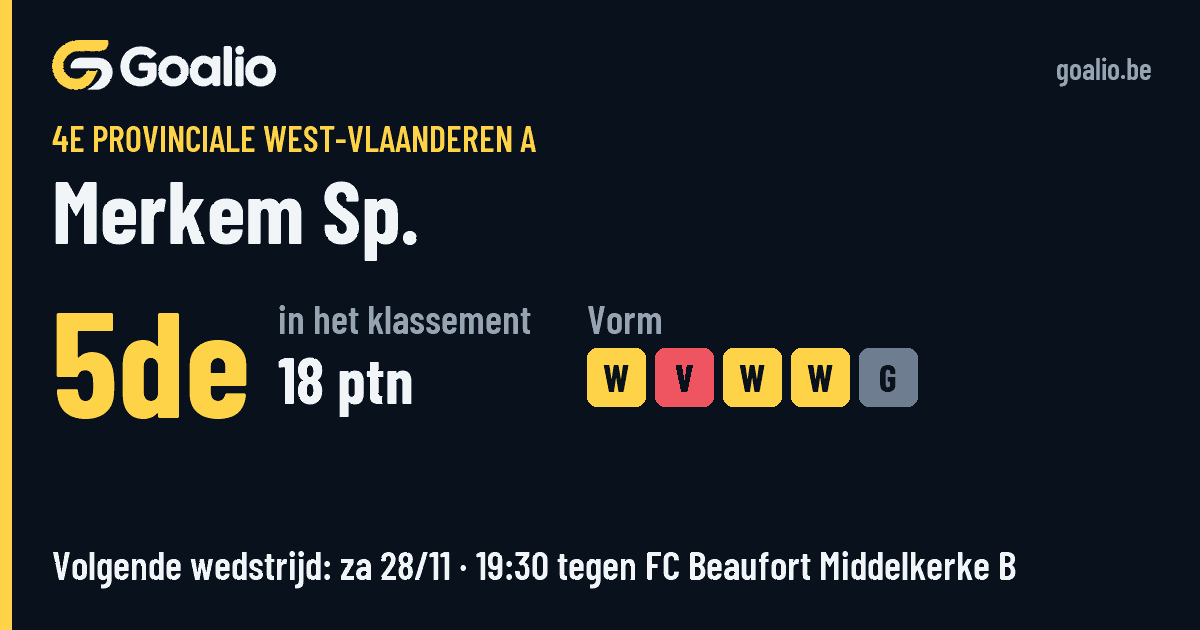 Goalio
goalio.be
4E PROVINCIALE WEST-VLAANDEREN A
Merkem Sp.
5de
in het klassement
18 ptn
Vorm
W V W W G
Volgende wedstrijd: za 28/11 · 19:30 tegen FC Beaufort Middelkerke B